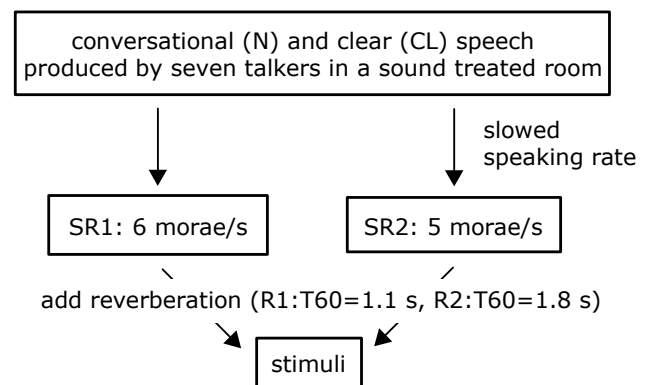 conversational (N) and clear (CL) speech
produced by seven talkers in a sound treated room
slowed
speaking rate
SR1: 6 morae/s
SR2: 5 morae/s
add reverberation (R1:T60=1.1 s, R2:T60=1.8 s)
stimuli